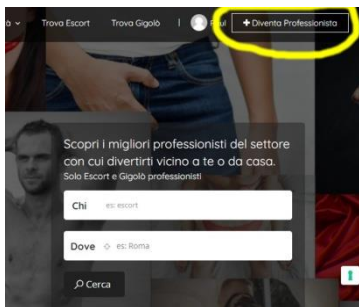 Trova Escort Trova Gigolò | + Diventa Professionista
Scopri i migliori professionisti del settore
con cui divertirti vicino a te o da casa.
Solo Escort e Gigolò professionisti
Chi es: escort
Dove es: Roma
Cerca